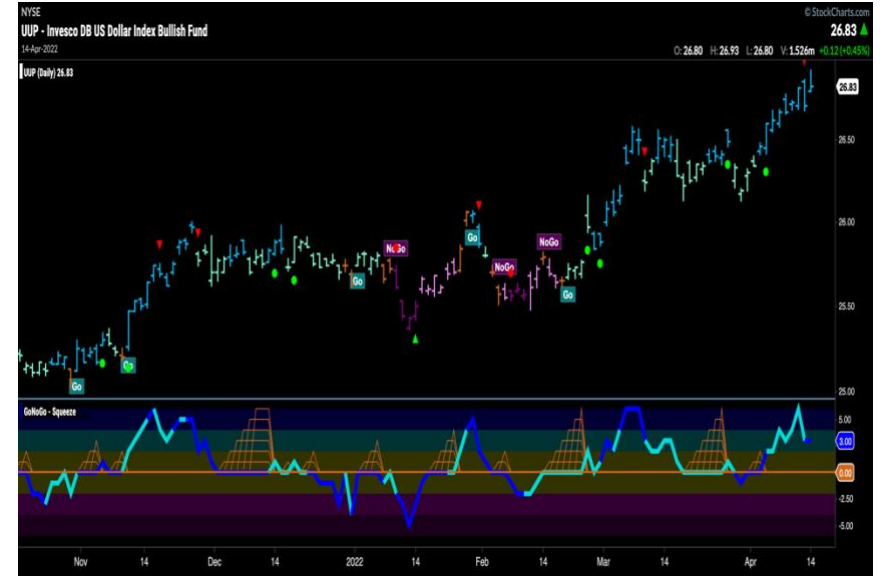 NYSE
© StockCharts.com
UUP - Invesco DB US Dollar Index Bullish Fund
26.83
14-Apr-2022
O: 26.80 H: 26.93 L: 26.80 V: 1.526m +0.12 (+0.45%)
UUP (Daily) 26.83
26.83
26.50
26.00
NoGo
Go
NoGo
NoGo
Go
Go
25.50
Go
Go
25.00
GoNoGo - Squeeze
5.00
3.00
0.00
-2.50
-5.00
Nov 14 Dec 14 2022 14 Feb 14 Mar 14 Apr 14